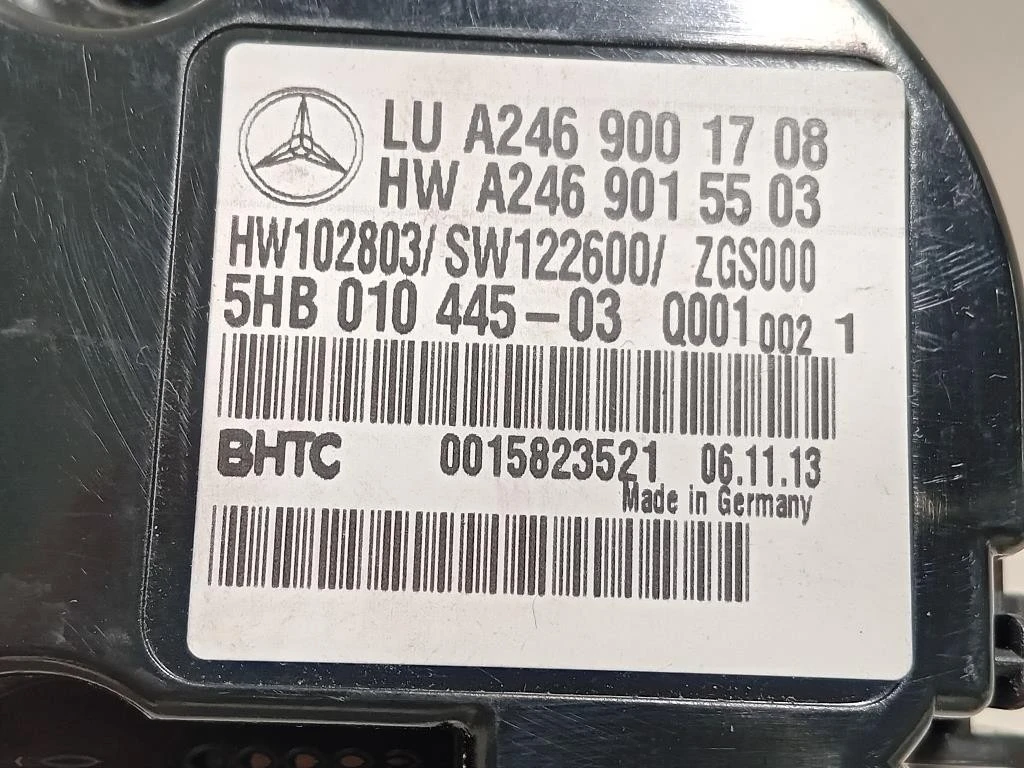 LU A246 900 17 08
HW A246 901 55 03
HW102803/ SW122600/ ZGS000
5HB 010 445-03 Q001 002 1
BHTC 0015823521 06.11.13
Made in Germany